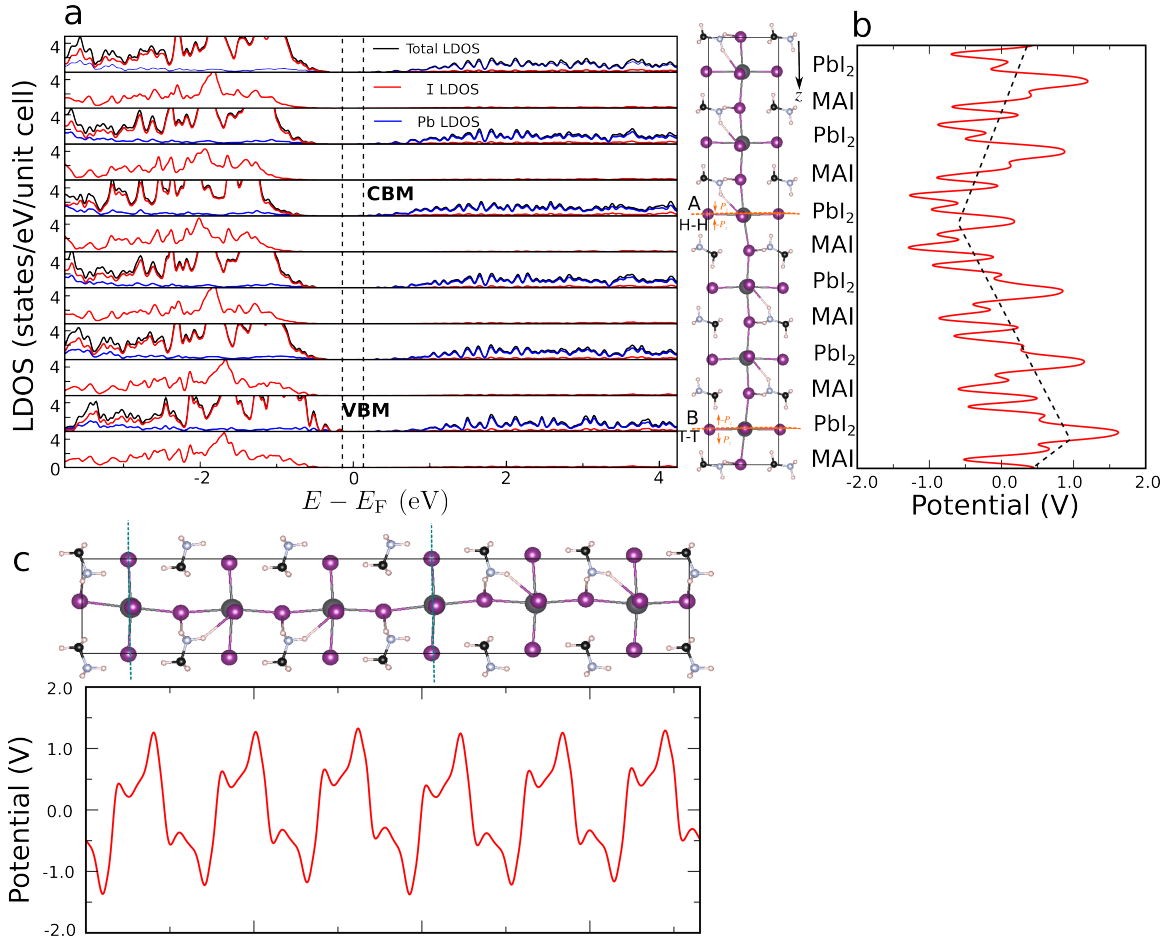 a
LDOS (states/eV/unit cell)
4
4
4
4
4
4
4
4
4
4
4
4
0
Total LDOS
I LDOS
Pb LDOS
CBM
VBM
-2
0
2
4
E − E_F (eV)
z
A
P
P
H-H
B
P
P
T-T
b
PbI₂
MAI
PbI₂
MAI
PbI₂
MAI
PbI₂
MAI
PbI₂
MAI
PbI₂
MAI
-2.0
-1.0
0.0
1.0
2.0
Potential (V)
c
2.0
1.0
0.0
-1.0
-2.0
Potential (V)